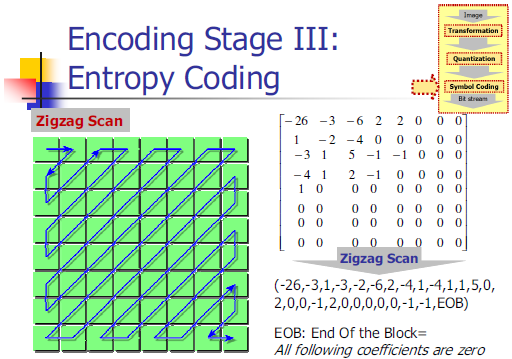 Encoding Stage III:
Entropy Coding
Image
Transformation
Quantization
Symbol Coding
Bit stream
Zigzag Scan
-26 -3 -6 2 2 0 0 0
1 -2 -4 0 0 0 0 0
-3 1 5 -1 -1 0 0 0
-4 1 2 -1 0 0 0 0
1 0 0 0 0 0 0 0
0 0 0 0 0 0 0 0
0 0 0 0 0 0 0 0
0 0 0 0 0 0 0 0
Zigzag Scan
(-26,-3,1,-3,-2,-6,2,-4,1,-4,1,1,5,0,
2,0,0,-1,2,0,0,0,0,0,-1,-1,EOB)
EOB: End Of the Block=
All following coefficients are zero